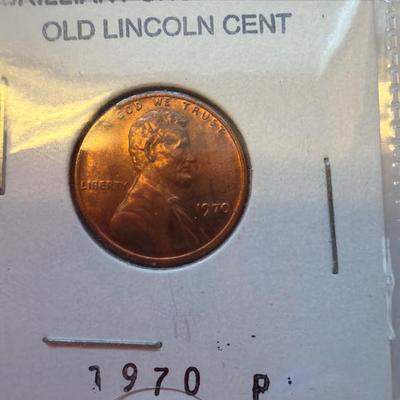 OLD LINCOLN CENT
IN GOD WE TRUST
LIBERTY
1970
1970 P